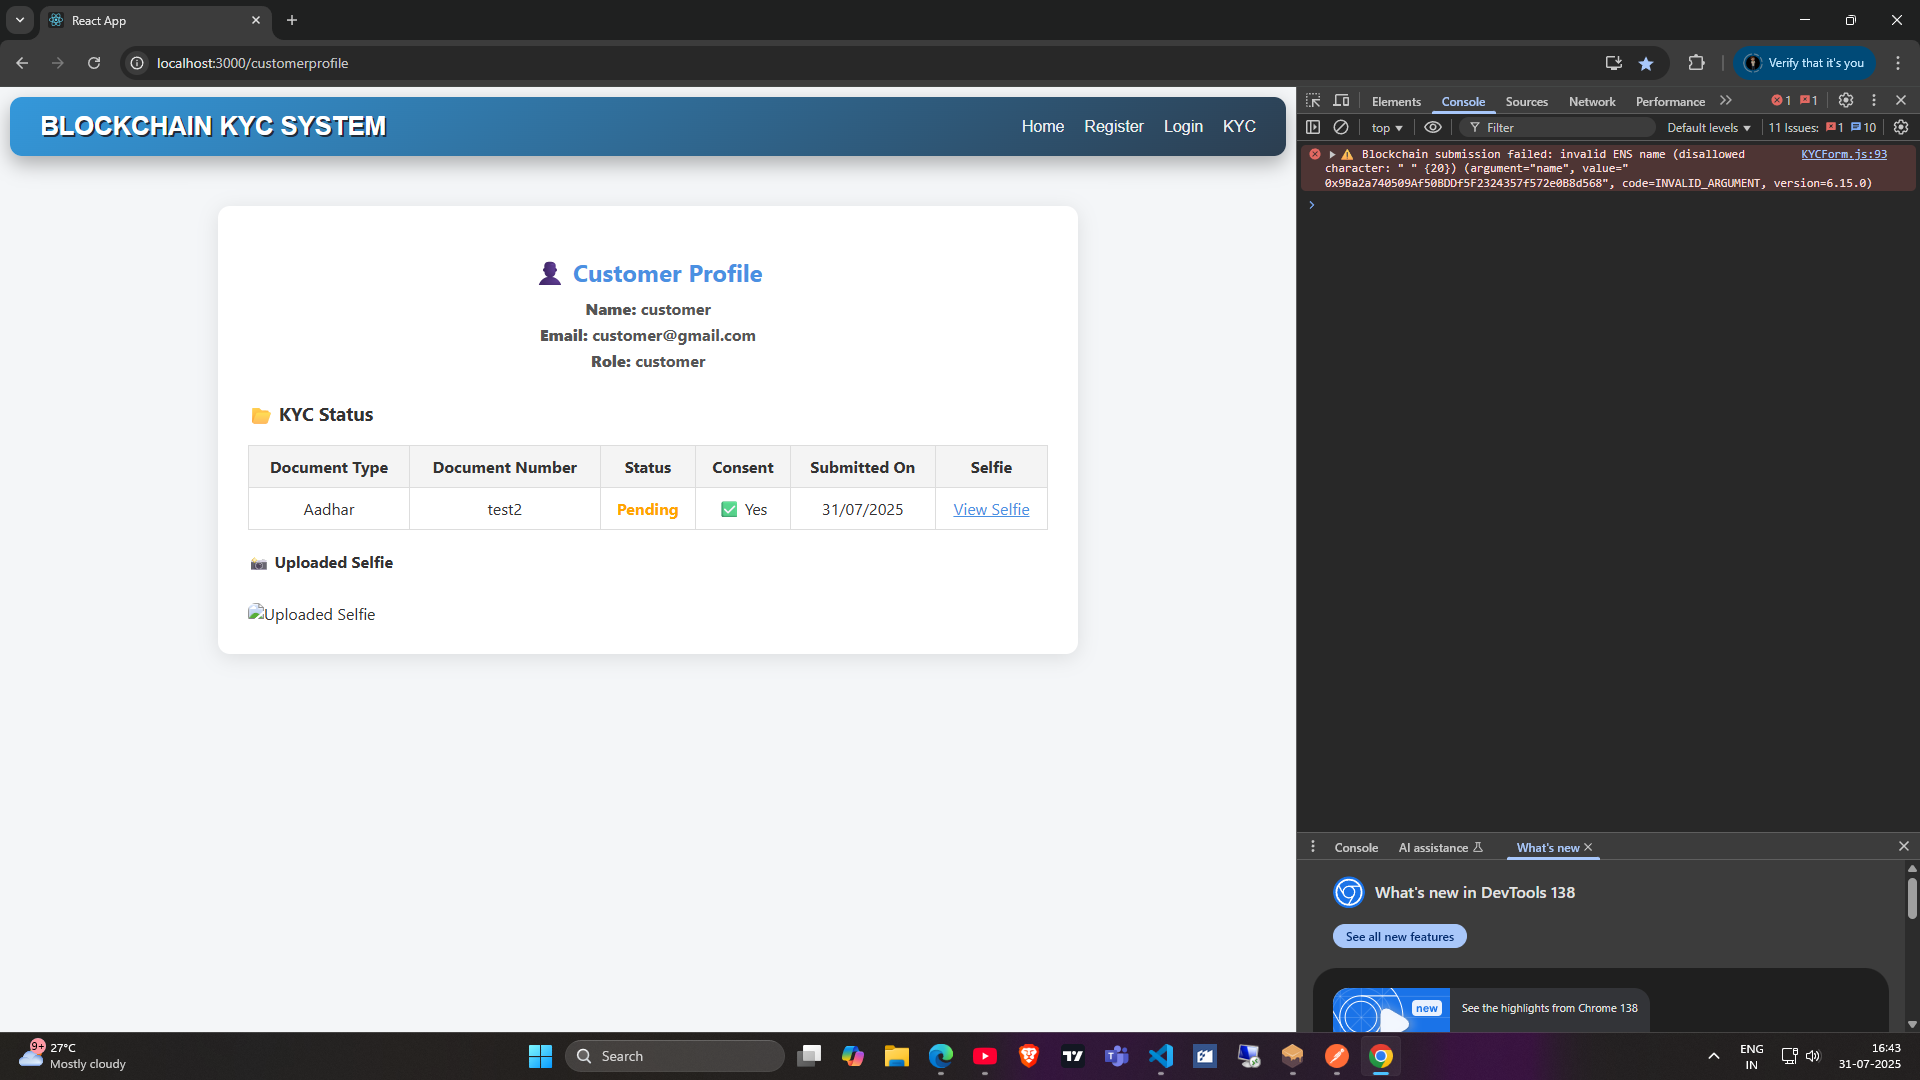 React App
localhost:3000/customerprofile
Verify that it's you
BLOCKCHAIN KYC SYSTEM
Home Register Login KYC
Customer Profile
Name: customer
Email: customer@gmail.com
Role: customer
KYC Status
Document Type Document Number Status Consent Submitted On Selfie
Aadhar test2 Pending Yes 31/07/2025 View Selfie
Uploaded Selfie
Uploaded Selfie
Elements Console Sources Network Performance 1 1
top Filter Default levels 11 Issues: 1 10
Blockchain submission failed: invalid ENS name (disallowed KYCForm.js:93
character: " " {20}) (argument="name", value="
0x9Ba2a740509Af50BDDf5F2324357f572e0B8d568", code=INVALID_ARGUMENT, version=6.15.0)
Console AI assistance What's new
What's new in DevTools 138
See all new features
new
See the highlights from Chrome 138
9+
27°C
Mostly cloudy
Search
ENG
IN
16:43
31-07-2025